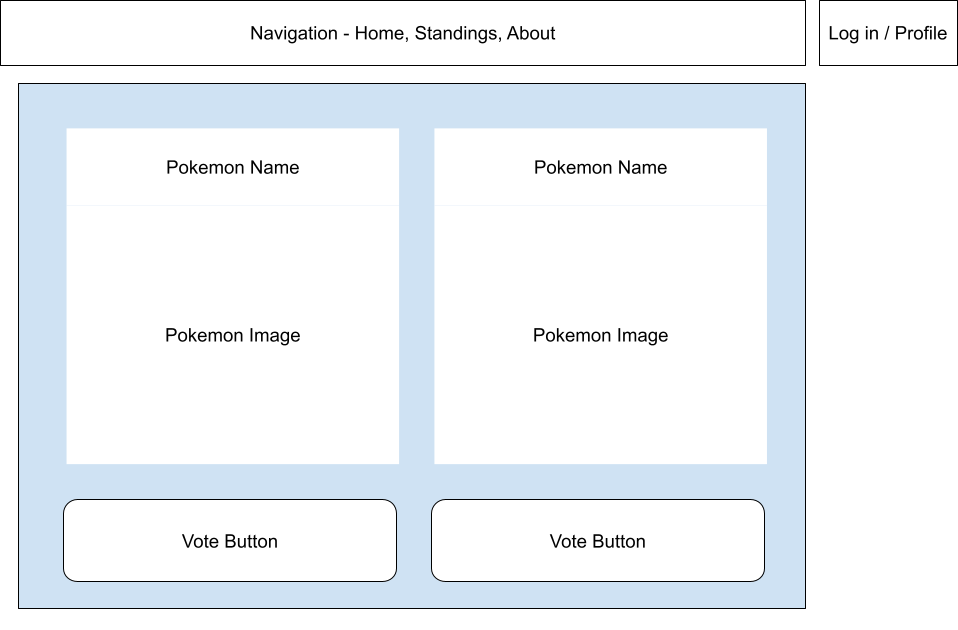 Navigation - Home, Standings, About
Log in / Profile
Pokemon Name
Pokemon Name
Pokemon Image
Pokemon Image
Vote Button
Vote Button